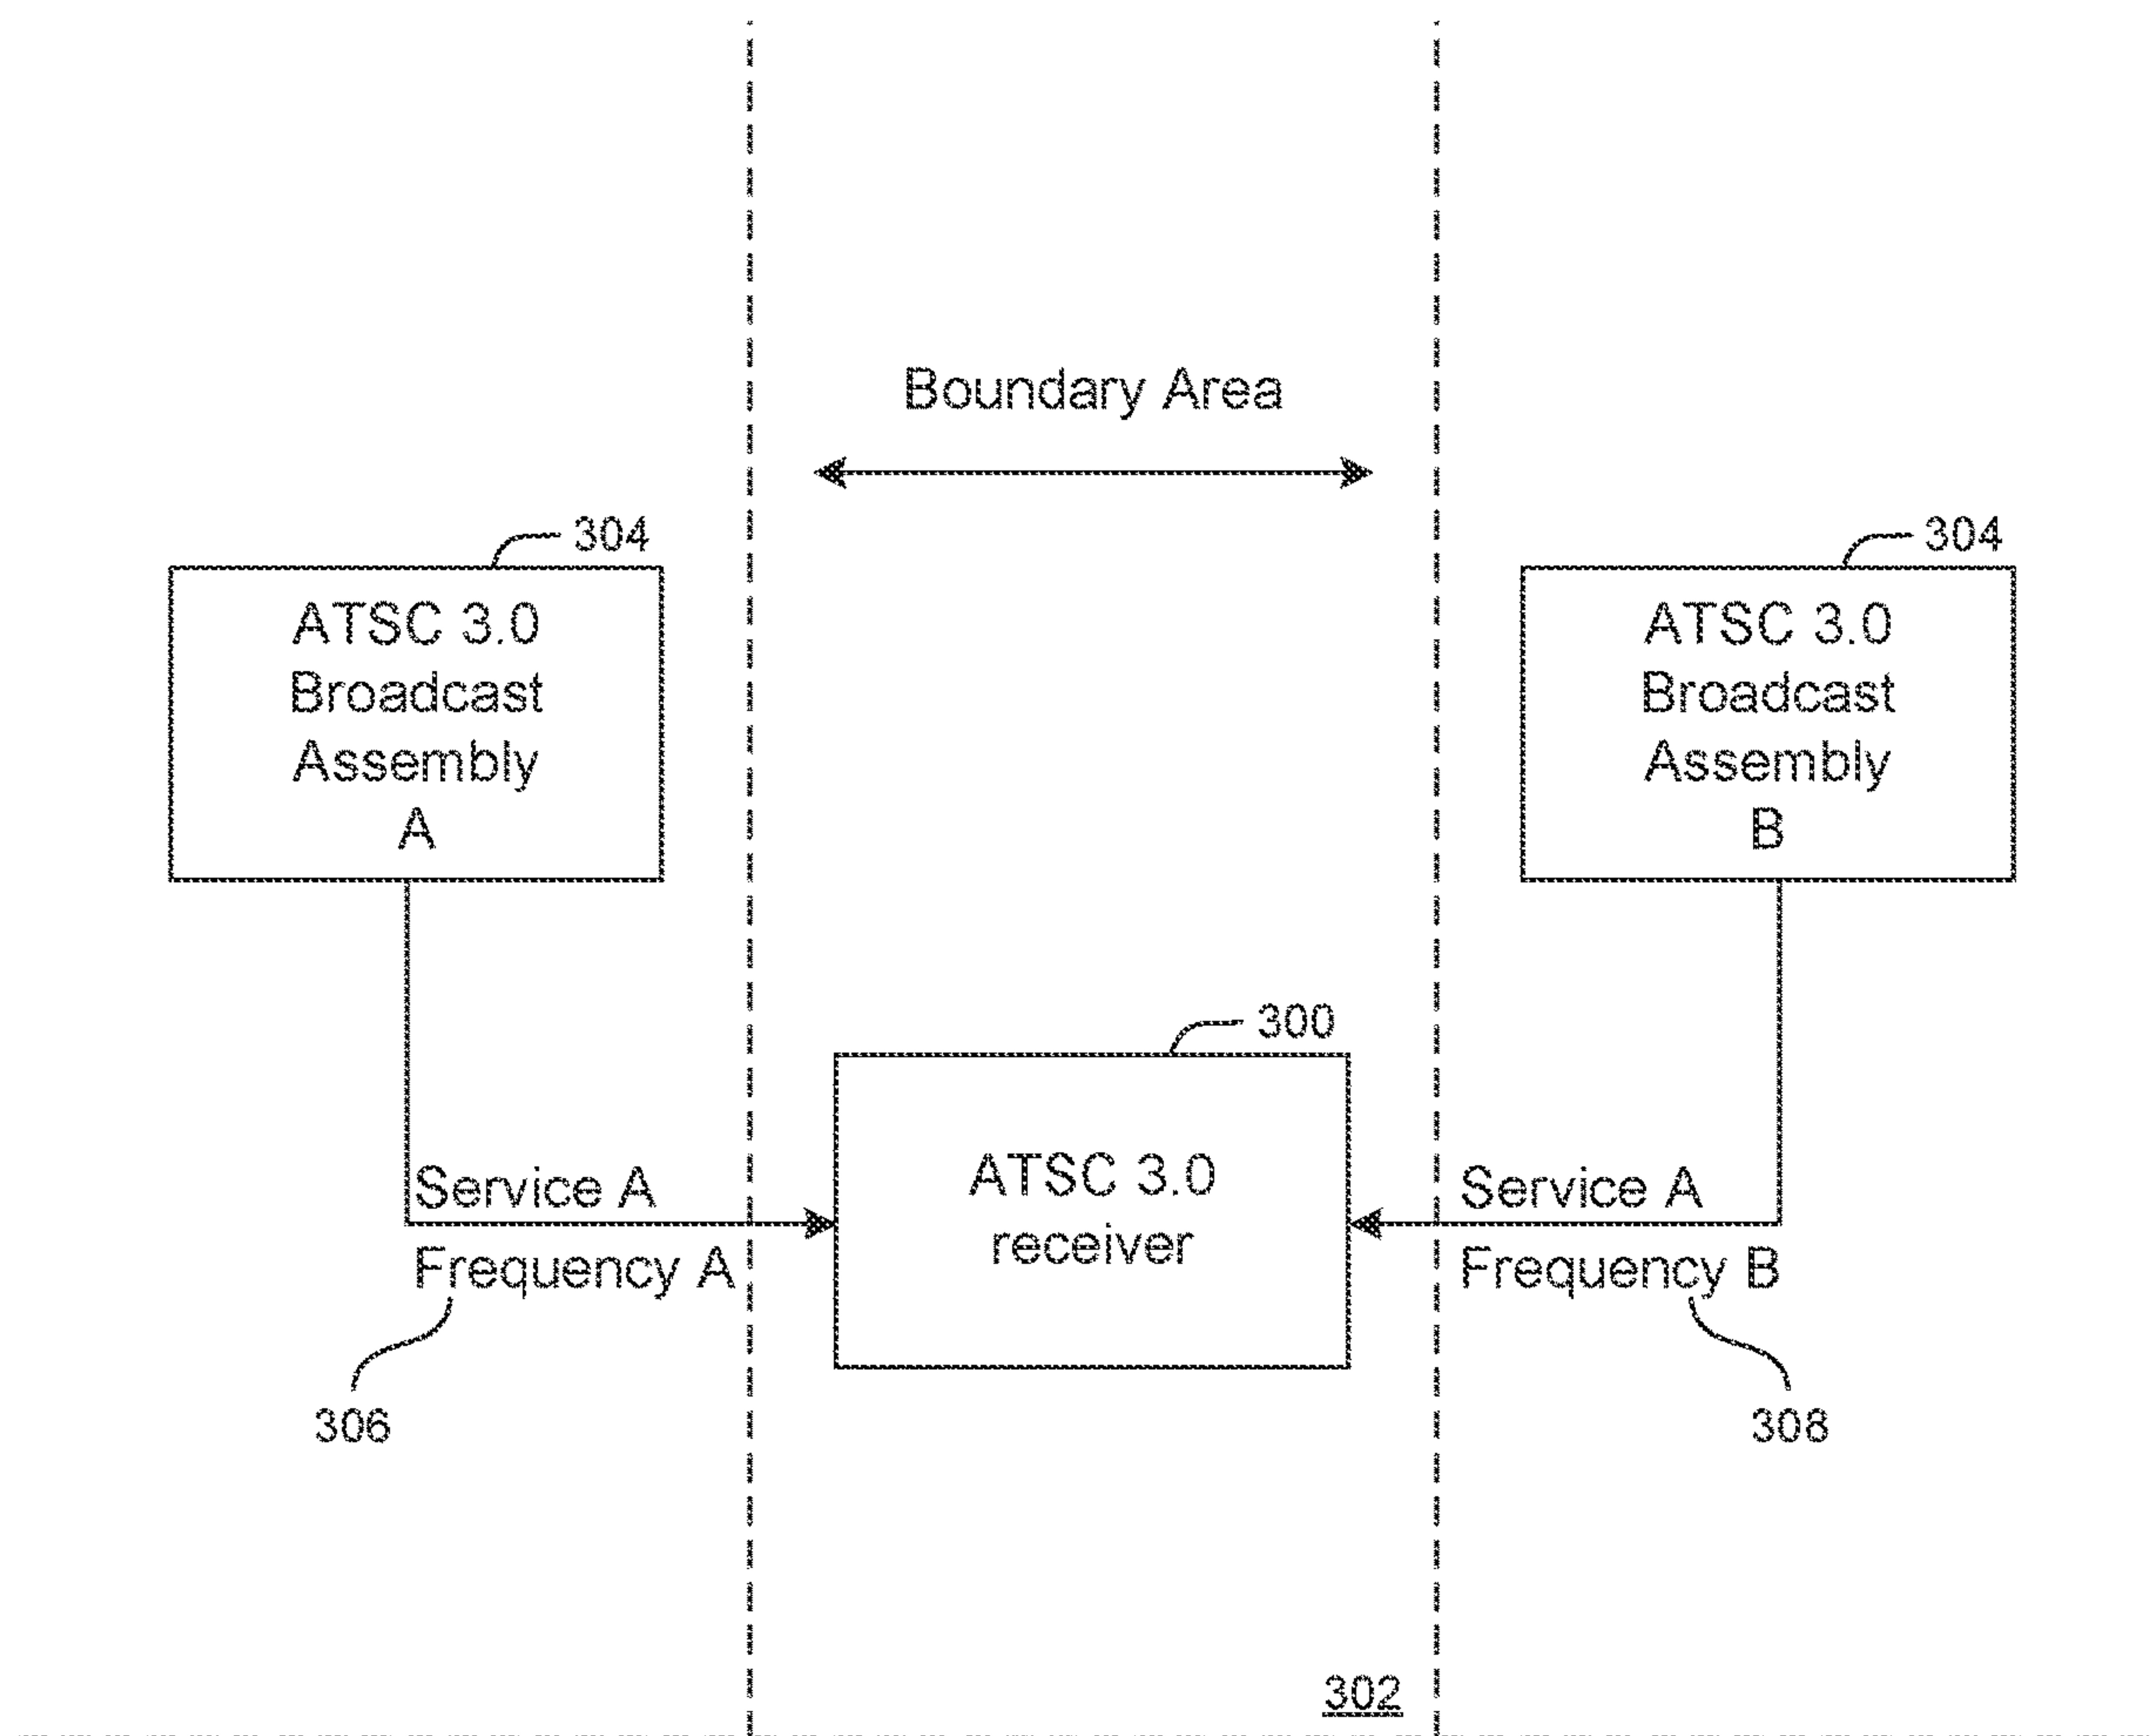 Boundary Area
304
ATSC 3.0
Broadcast
Assembly
A
304
ATSC 3.0
Broadcast
Assembly
B
300
ATSC 3.0
receiver
Service A
Frequency A
306
Service A
Frequency B
308
302